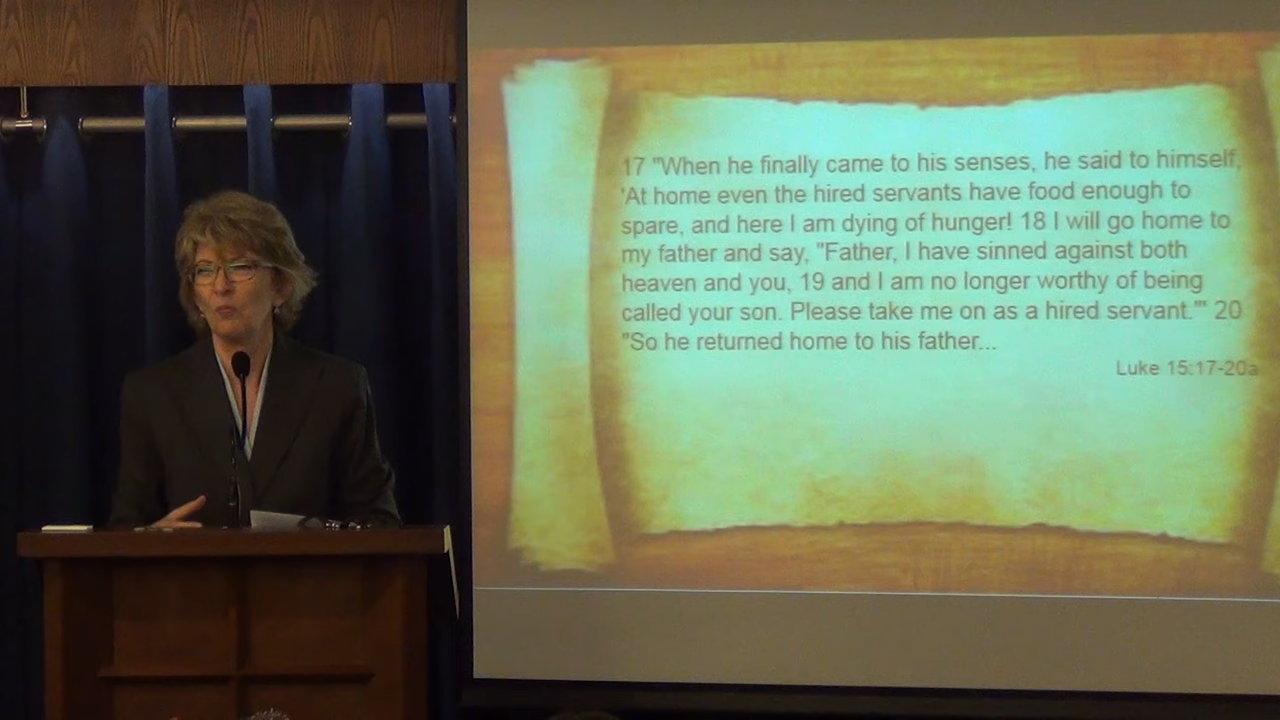 17 "When he finally came to his senses, he said to himself,
'At home even the hired servants have food enough to
spare, and here I am dying of hunger! 18 I will go home to
my father and say, "Father, I have sinned against both
heaven and you, 19 and I am no longer worthy of being
called your son. Please take me on as a hired servant."' 20
"So he returned home to his father...
Luke 15:17-20a